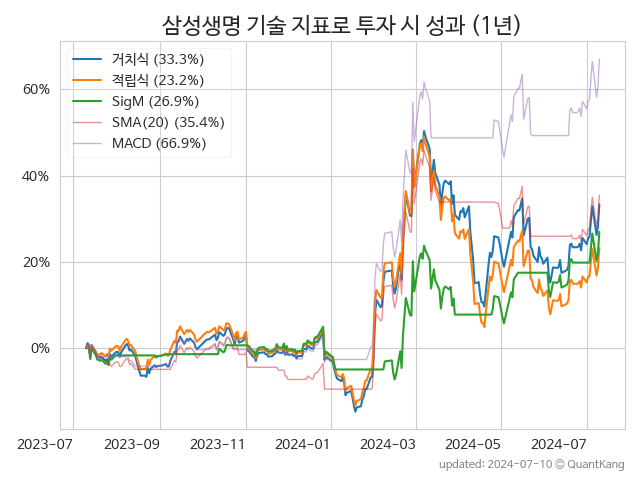 삼성생명 기술 지표로 투자 시 성과 (1년)
거치식 (33.3%)
적립식 (23.2%)
SigM (26.9%)
SMA(20) (35.4%)
MACD (66.9%)
60%
40%
20%
0%
2023-07 2023-09 2023-11 2024-01 2024-03 2024-05 2024-07
updated: 2024-07-10 © QuantKang